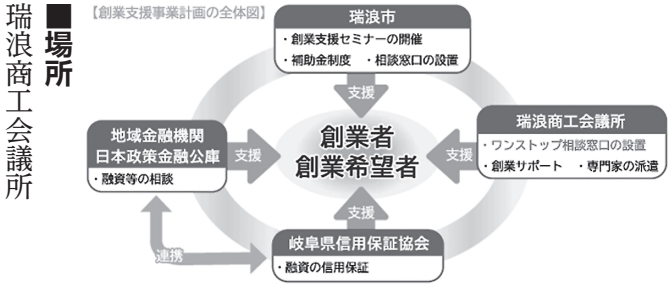 ■場所
瑞浪商工会議所
【創業支援事業計画の全体図】
瑞浪市
・創業支援セミナーの開催
・補助金制度　・相談窓口の設置
支援
地域金融機関
日本政策金融公庫
・融資等の相談
支援
創業者
創業希望者
支援
瑞浪商工会議所
・ワンストップ相談窓口の設置
・創業サポート　・専門家の派遣
支援
連携
岐阜県信用保証協会
・融資の信用保証